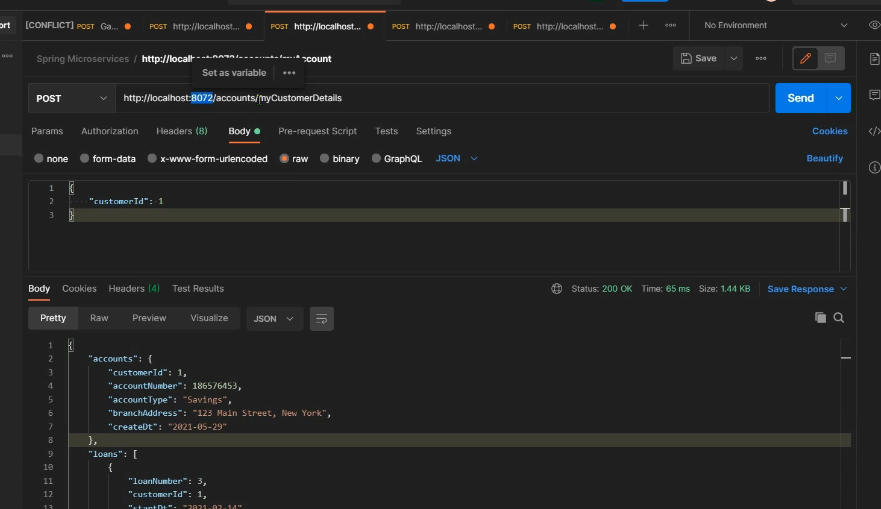 ort [CONFLICT] POST Ga... POST http://localhost... POST http://localhost... POST http://localhost... POST http://localhost... No Environment
Spring Microservices / http://localhost:8072/accounts/myAccount Save
Set as variable
POST http://localhost:8072/accounts/myCustomerDetails Send
Params Authorization Headers (8) Body Pre-request Script Tests Settings Cookies
none form-data x-www-form-urlencoded raw binary GraphQL JSON Beautify
1 {
2 "customerId": 1
3 }
Body Cookies Headers (4) Test Results Status: 200 OK Time: 65 ms Size: 1.44 KB Save Response
Pretty Raw Preview Visualize JSON
1 {
2 "accounts": {
3 "customerId": 1,
4 "accountNumber": 186576453,
5 "accountType": "Savings",
6 "branchAddress": "123 Main Street, New York",
7 "createDt": "2021-05-29"
8 },
9 "loans": [
10 {
11 "loanNumber": 3,
12 "customerId": 1,
13 "startDt": "2021-02-14"